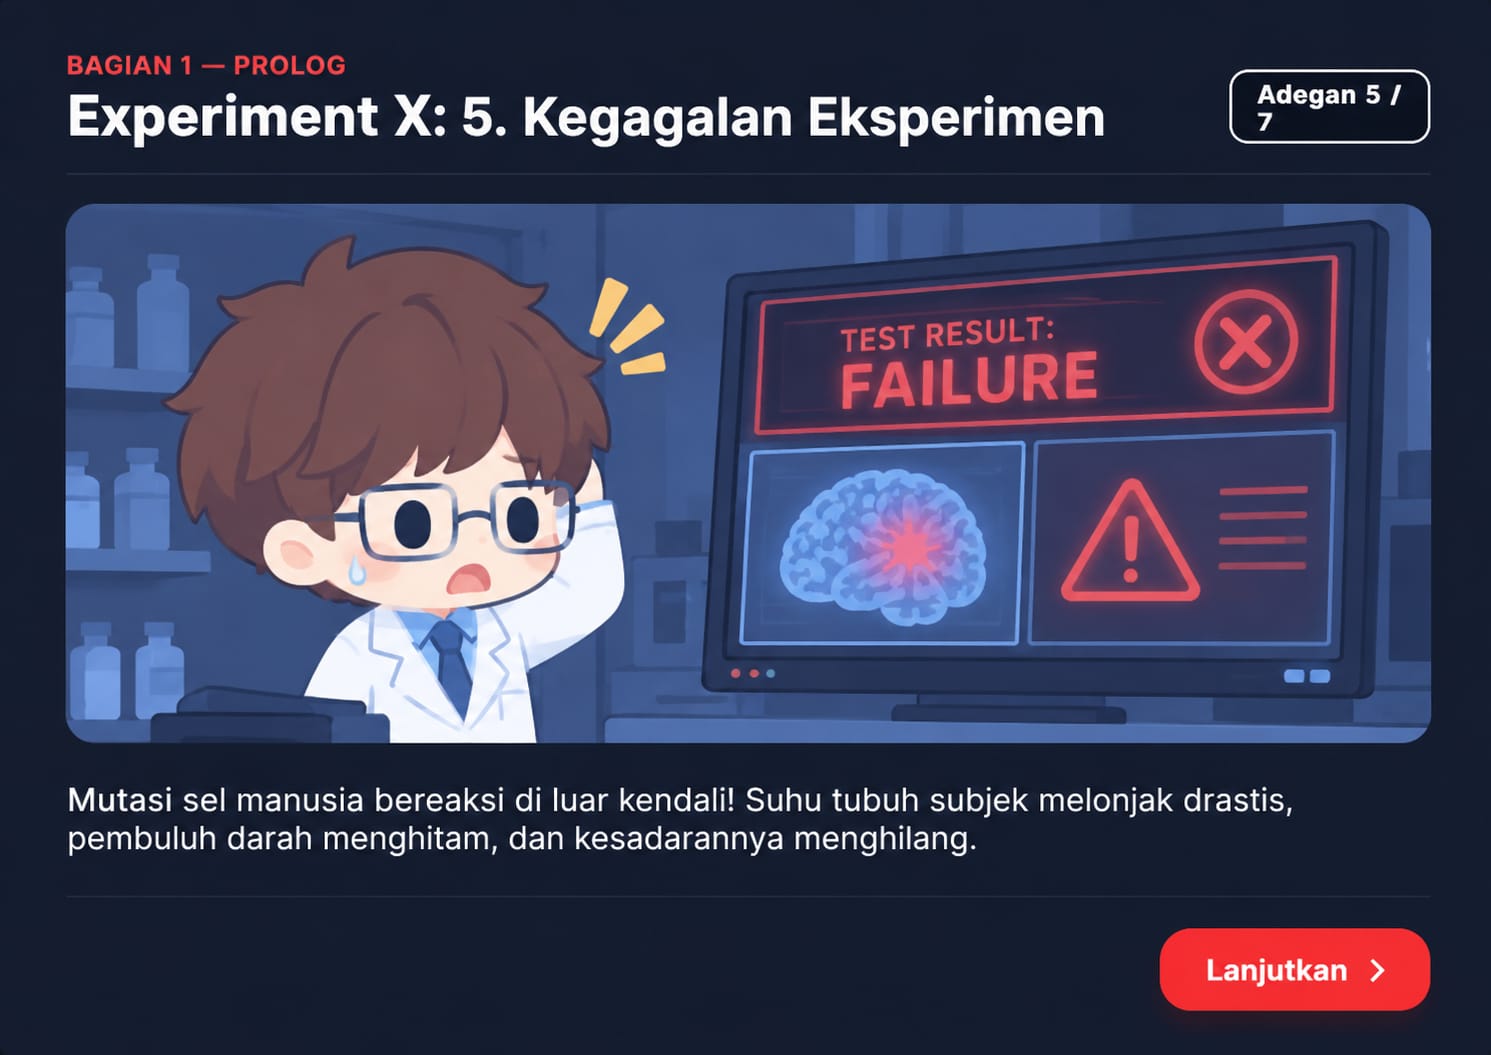 BAGIAN 1 — PROLOG
Experiment X: 5. Kegagalan Eksperimen
Adegan 5 /
7
TEST RESULT:
FAILURE
Mutasi sel manusia bereaksi di luar kendali! Suhu tubuh subjek melonjak drastis,
pembuluh darah menghitam, dan kesadarannya menghilang.
Lanjutkan